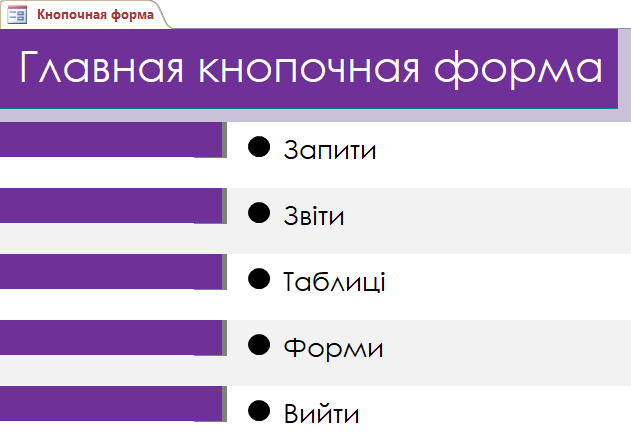 Кнопочная форма
Главная кнопочная форма
Запити
Звіти
Таблиці
Форми
Вийти